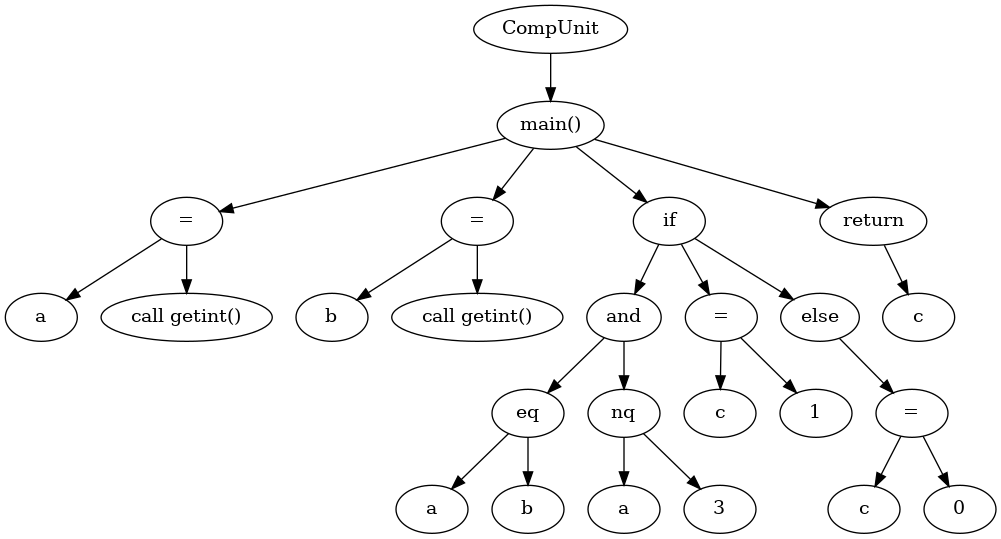 CompUnit
main()
= = if return
a call getint() b call getint() and = else c
eq nq c 1 =
a b a 3 c 0